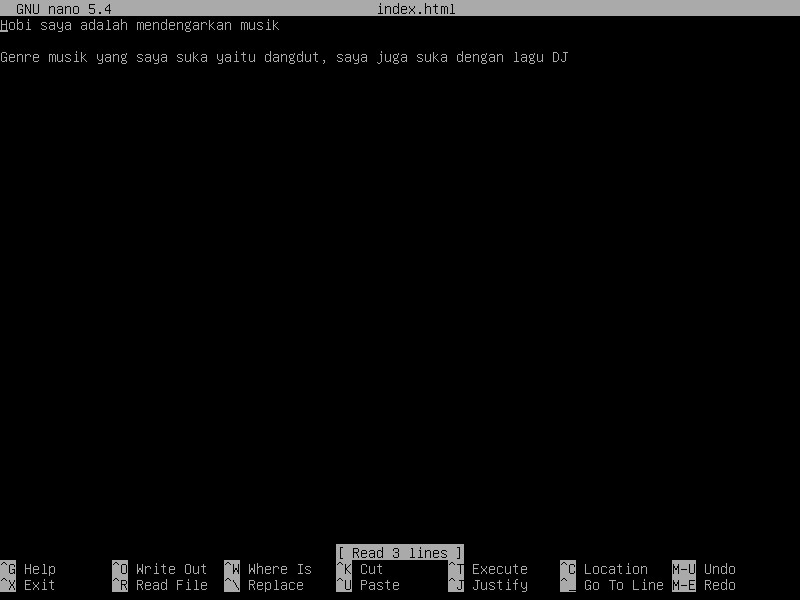 GNU nano 5.4 index.html
Hobi saya adalah mendengarkan musik
Genre musik yang saya suka yaitu dangdut, saya juga suka dengan lagu DJ
[ Read 3 lines ]
^G Help ^O Write Out ^W Where Is ^K Cut ^T Execute ^C Location M-U Undo
^X Exit ^R Read File ^\ Replace ^U Paste ^J Justify ^_ Go To Line M-E Redo